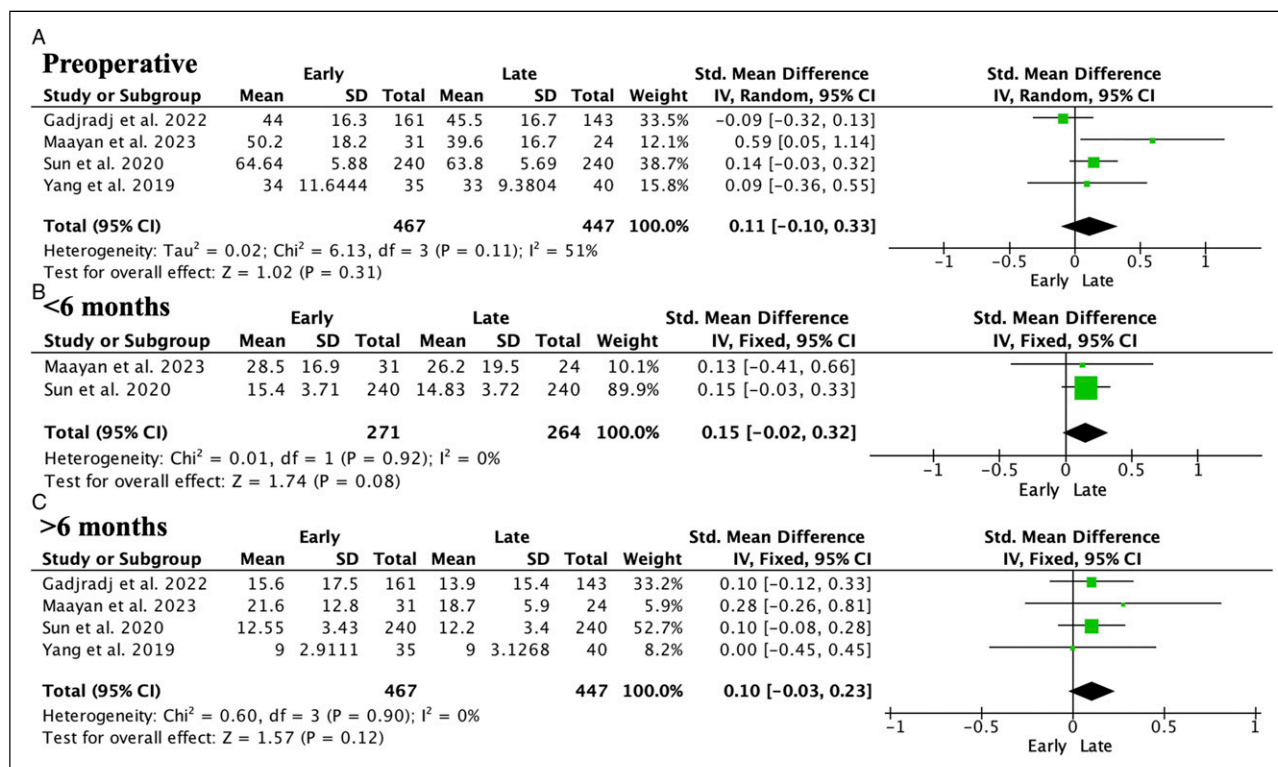 A
Preoperative
Early Late Std. Mean Difference Std. Mean Difference
Study or Subgroup Mean SD Total Mean SD Total Weight IV, Random, 95% CI IV, Random, 95% CI
Gadjradj et al. 2022 44 16.3 161 45.5 16.7 143 33.5% -0.09 [-0.32, 0.13]
Maayan et al. 2023 50.2 18.2 31 39.6 16.7 24 12.1% 0.59 [0.05, 1.14]
Sun et al. 2020 64.64 5.88 240 63.8 5.69 240 38.7% 0.14 [-0.03, 0.32]
Yang et al. 2019 34 11.6444 35 33 9.3804 40 15.8% 0.09 [-0.36, 0.55]
Total (95% CI) 467 447 100.0% 0.11 [-0.10, 0.33]
Heterogeneity: Tau² = 0.02; Chi² = 6.13, df = 3 (P = 0.11); I² = 51%
Test for overall effect: Z = 1.02 (P = 0.31)
-1 -0.5 0 0.5 1
Early Late
B
<6 months
Early Late Std. Mean Difference Std. Mean Difference
Study or Subgroup Mean SD Total Mean SD Total Weight IV, Fixed, 95% CI IV, Fixed, 95% CI
Maayan et al. 2023 28.5 16.9 31 26.2 19.5 24 10.1% 0.13 [-0.41, 0.66]
Sun et al. 2020 15.4 3.71 240 14.83 3.72 240 89.9% 0.15 [-0.03, 0.33]
Total (95% CI) 271 264 100.0% 0.15 [-0.02, 0.32]
Heterogeneity: Chi² = 0.01, df = 1 (P = 0.92); I² = 0%
Test for overall effect: Z = 1.74 (P = 0.08)
-1 -0.5 0 0.5 1
Early Late
C
>6 months
Early Late Std. Mean Difference Std. Mean Difference
Study or Subgroup Mean SD Total Mean SD Total Weight IV, Fixed, 95% CI IV, Fixed, 95% CI
Gadjradj et al. 2022 15.6 17.5 161 13.9 15.4 143 33.2% 0.10 [-0.12, 0.33]
Maayan et al. 2023 21.6 12.8 31 18.7 5.9 24 5.9% 0.28 [-0.26, 0.81]
Sun et al. 2020 12.55 3.43 240 12.2 3.4 240 52.7% 0.10 [-0.08, 0.28]
Yang et al. 2019 9 2.9111 35 9 3.1268 40 8.2% 0.00 [-0.45, 0.45]
Total (95% CI) 467 447 100.0% 0.10 [-0.03, 0.23]
Heterogeneity: Chi² = 0.60, df = 3 (P = 0.90); I² = 0%
Test for overall effect: Z = 1.57 (P = 0.12)
-1 -0.5 0 0.5 1
Early Late